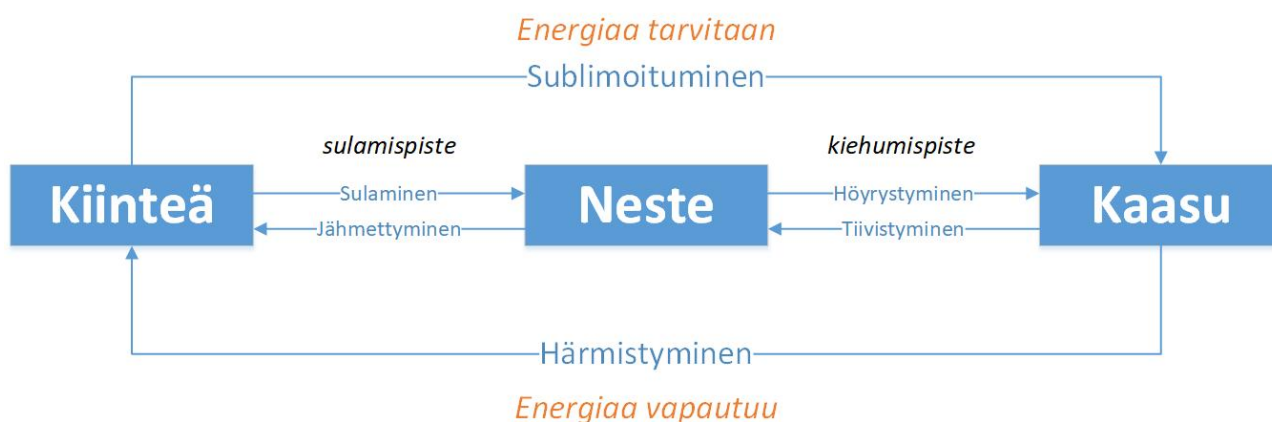 Energiaa tarvitaan
Sublimoituminen
sulamispiste
kiehumispiste
Kiinteä
Sulaminen
Jähmettyminen
Neste
Höyrystyminen
Tiivistyminen
Kaasu
Härmistyminen
Energiaa vapautuu